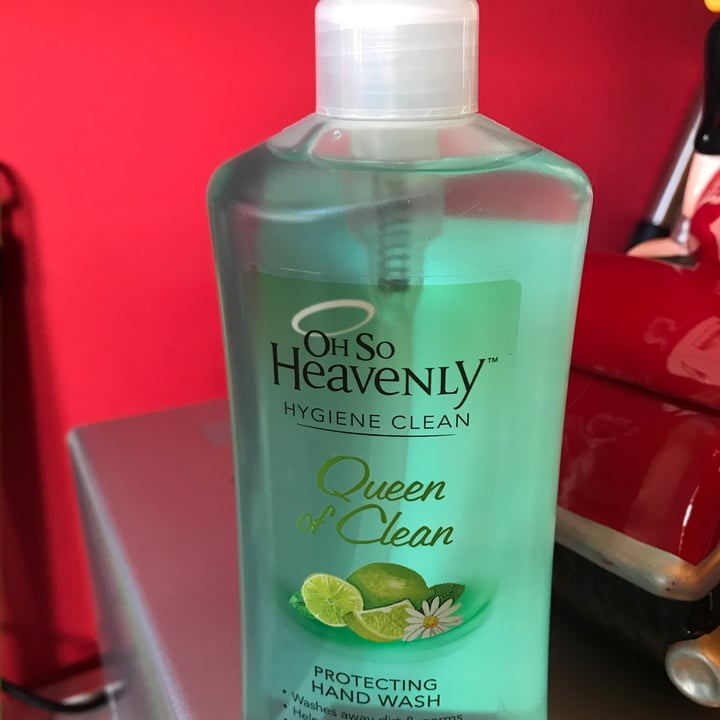 OH SO
HEAVENLY™
HYGIENE CLEAN
Queen
of Clean
PROTECTING
HAND WASH
• Washes away dirt & germs